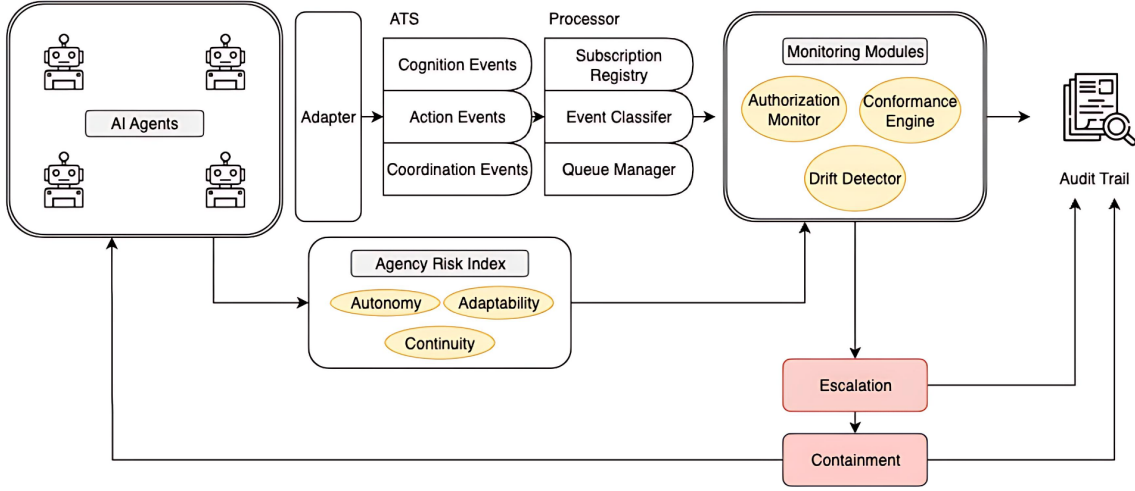 AI Agents
Adapter
ATS
Cognition Events
Action Events
Coordination Events
Processor
Subscription
Registry
Event Classifer
Queue Manager
Monitoring Modules
Authorization
Monitor
Conformance
Engine
Drift Detector
Audit Trail
Agency Risk Index
Autonomy
Adaptability
Continuity
Escalation
Containment